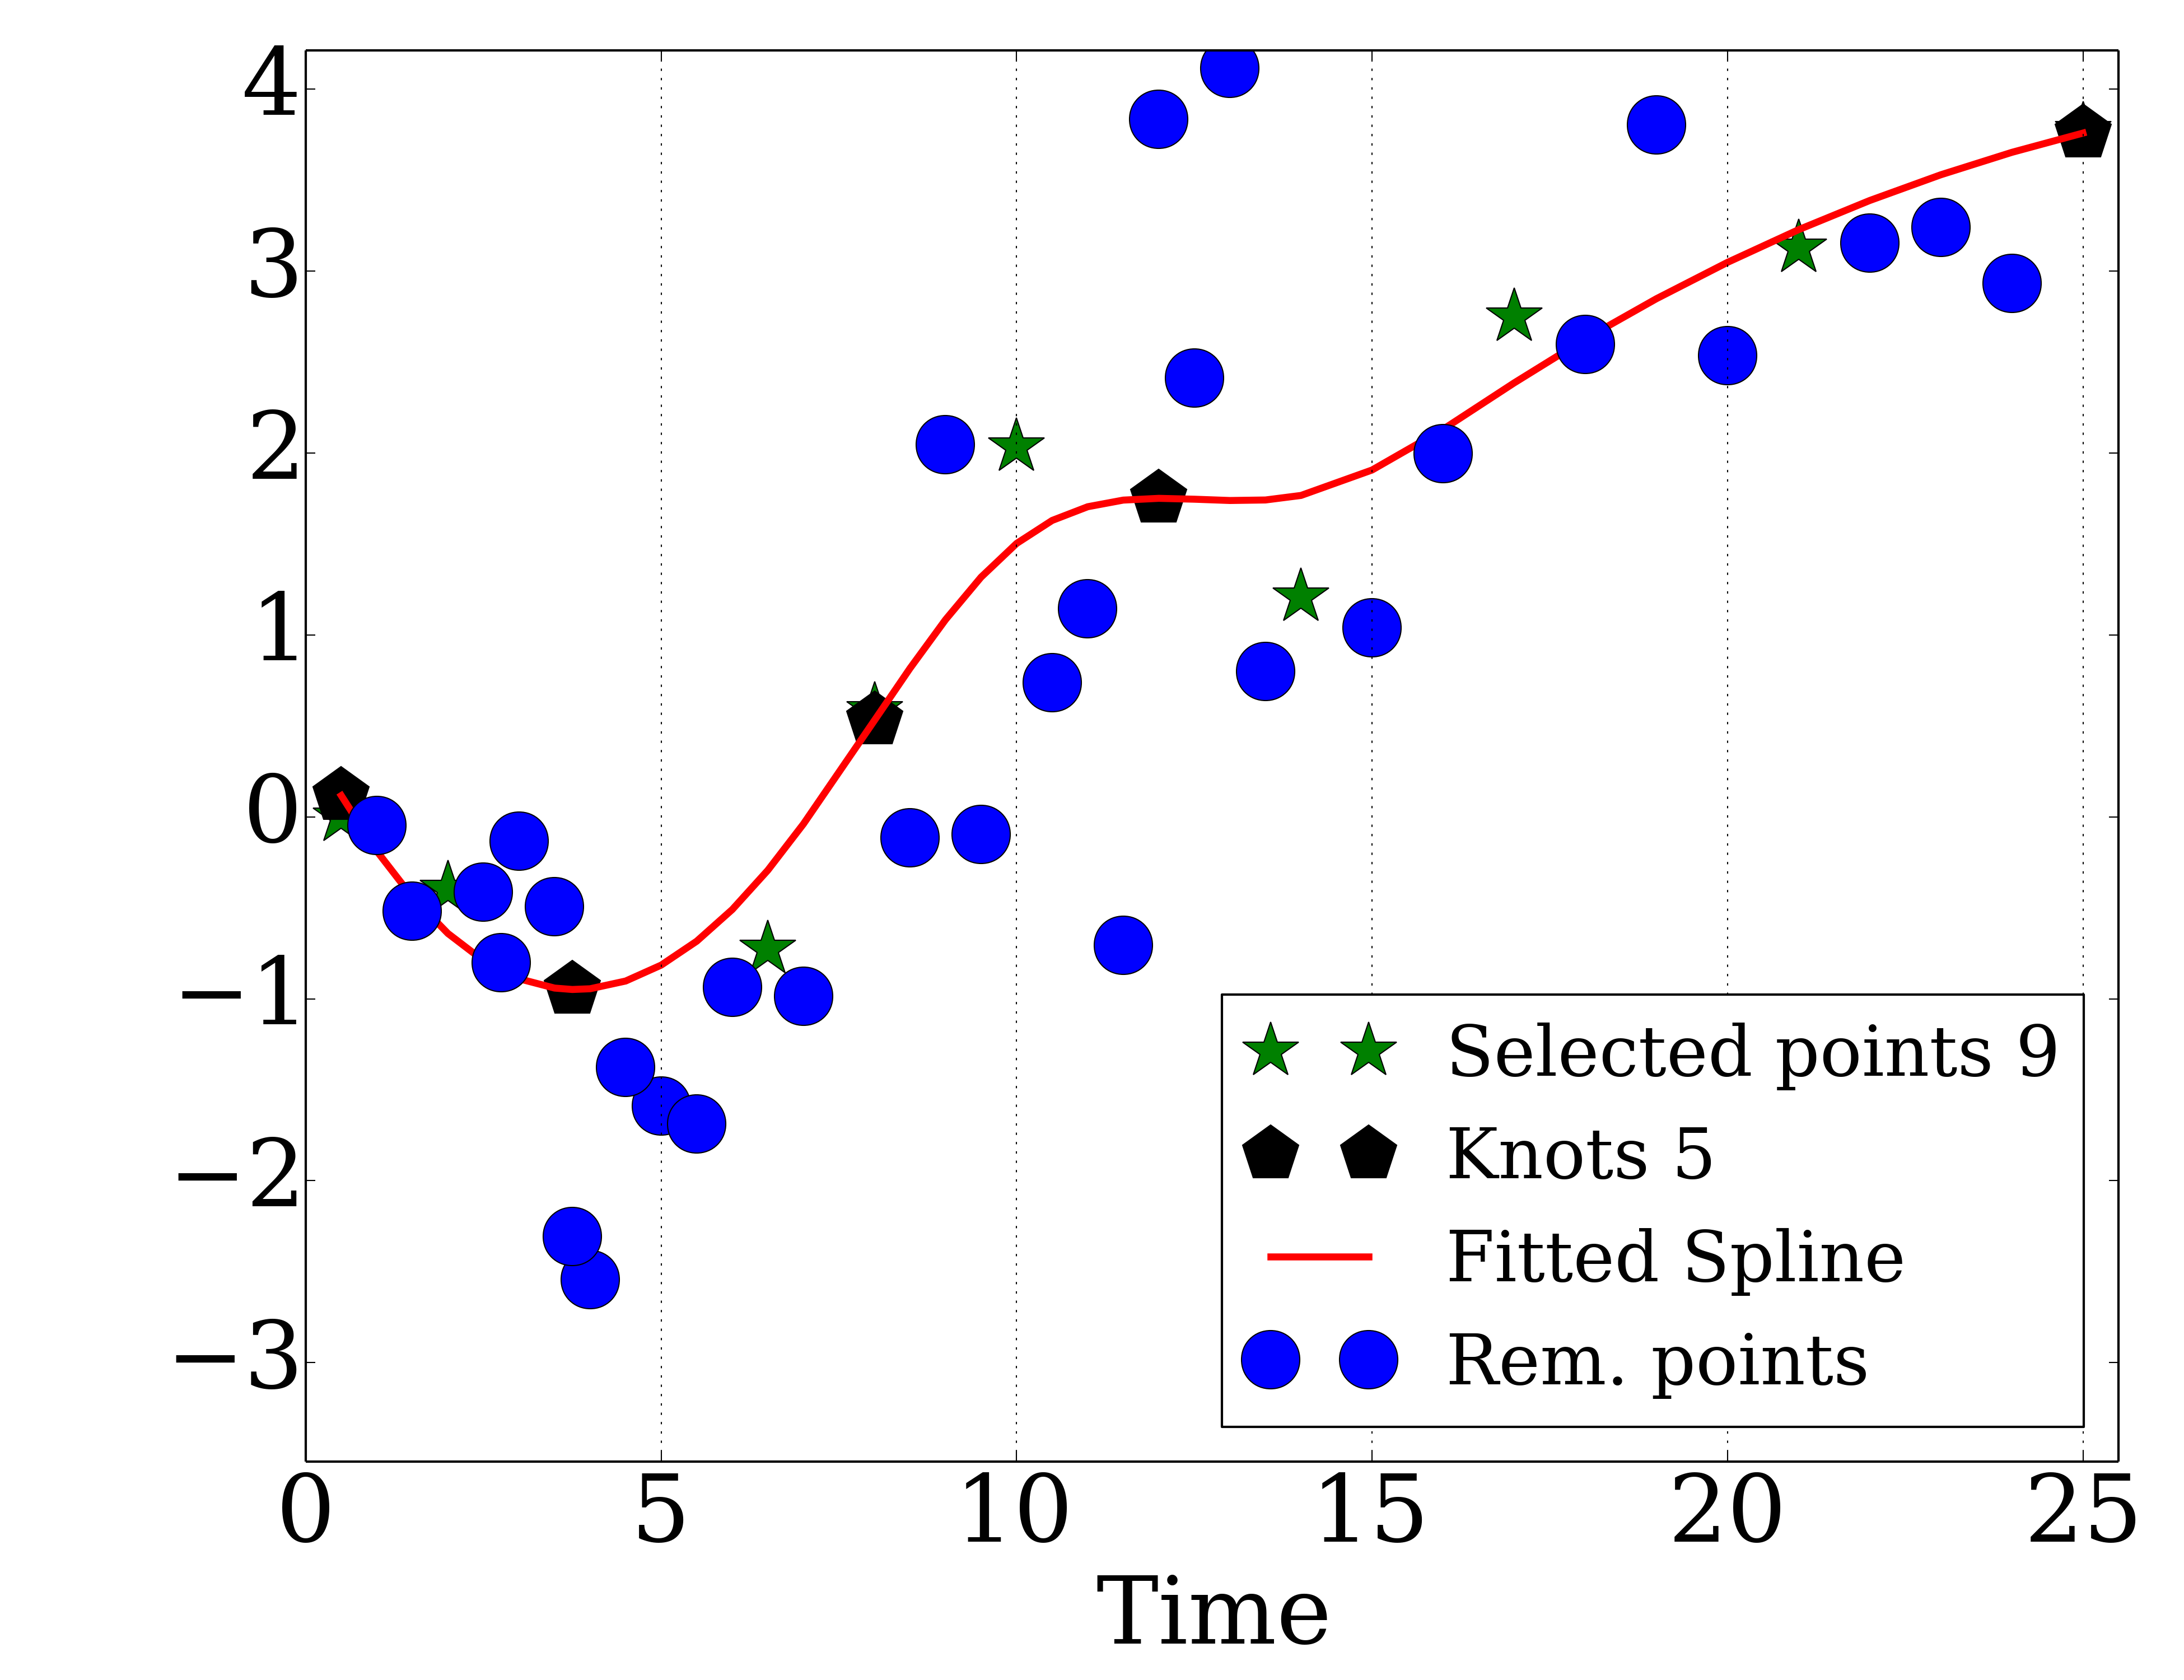 4
3
2
1
0
−1
−2
−3
0 5 10 15 20 25
Time
Selected points 9
Knots 5
Fitted Spline
Rem. points